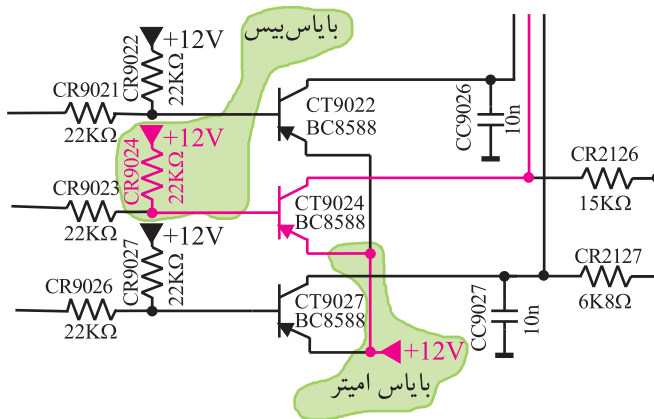 بایاس‌بیس
+12V
CR9022
22KΩ
CR9021
22KΩ
CT9022
BC8588
CC9026
10n
+12V
CR9024
22KΩ
CR9023
22KΩ
CT9024
BC8588
CR2126
15KΩ
+12V
CR9027
22KΩ
CR9026
22KΩ
CT9027
BC8588
CC9027
10n
CR2127
6K8Ω
+12V
بایاس امیتر